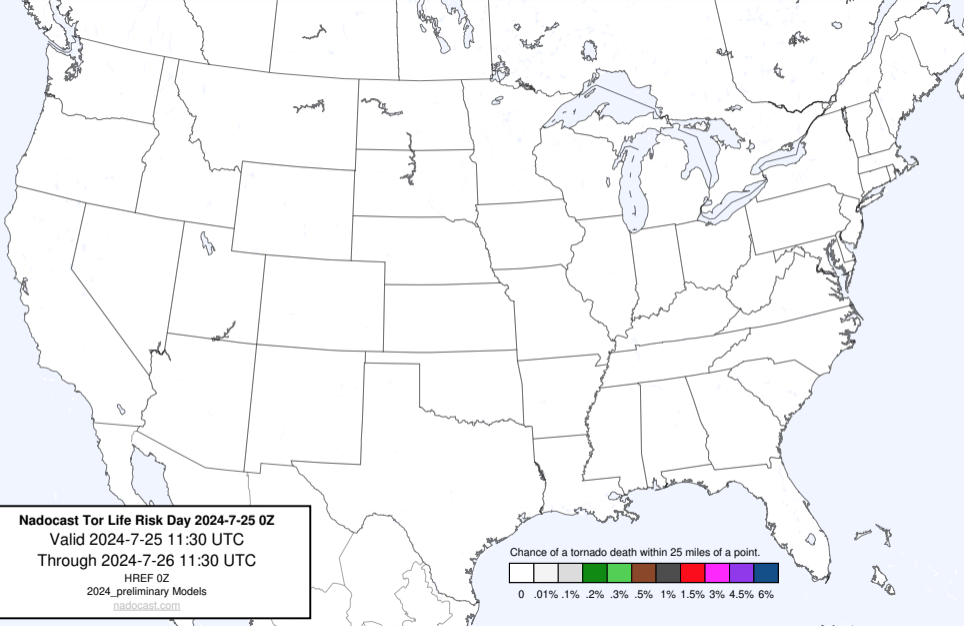 Nadocast Tor Life Risk Day 2024-7-25 0Z
Valid 2024-7-25 11:30 UTC
Through 2024-7-26 11:30 UTC
HREF 0Z
2024_preliminary Models
nadocast.com
Chance of a tornado death within 25 miles of a point.
0 .01% .1% .2% .3% .5% 1% 1.5% 3% 4.5% 6%